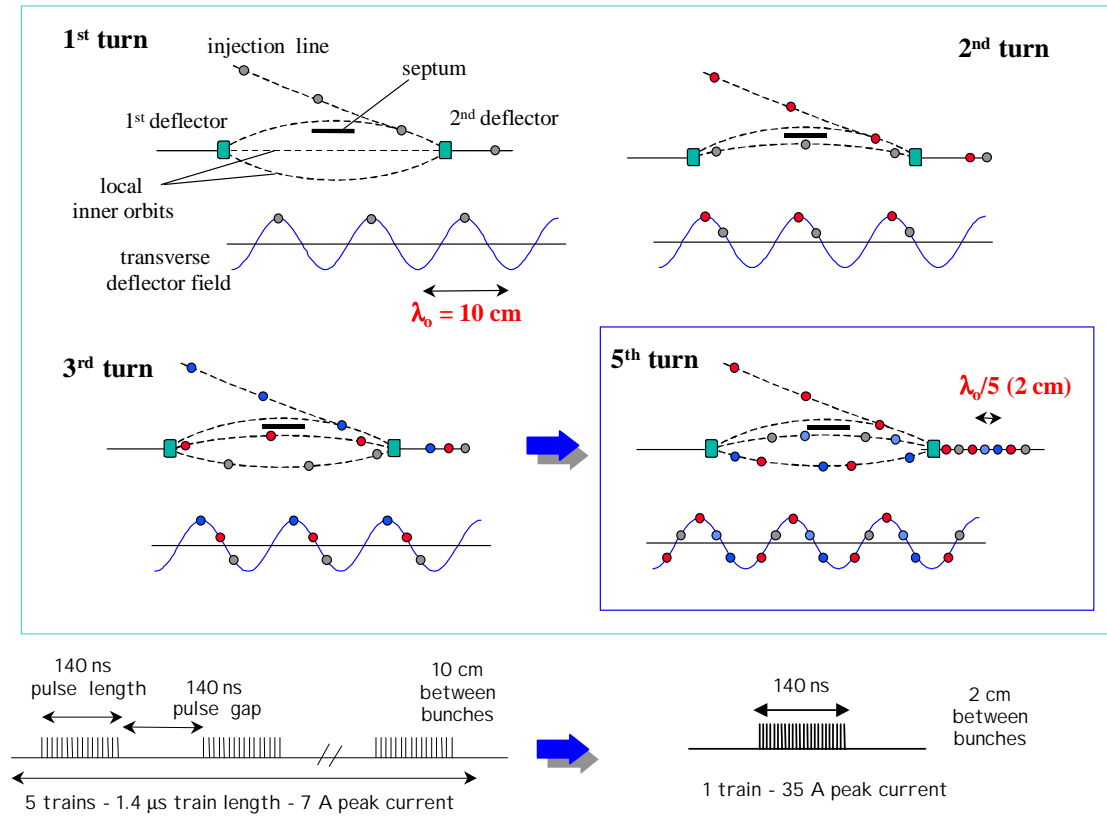 1st turn
injection line
septum
1st deflector
2nd deflector
local
inner orbits
transverse
deflector field
λo = 10 cm
2nd turn
3rd turn
5th turn
λo/5 (2 cm)
140 ns
pulse length
140 ns
pulse gap
10 cm
between
bunches
5 trains - 1.4 μs train length - 7 A peak current
140 ns
2 cm
between
bunches
1 train - 35 A peak current